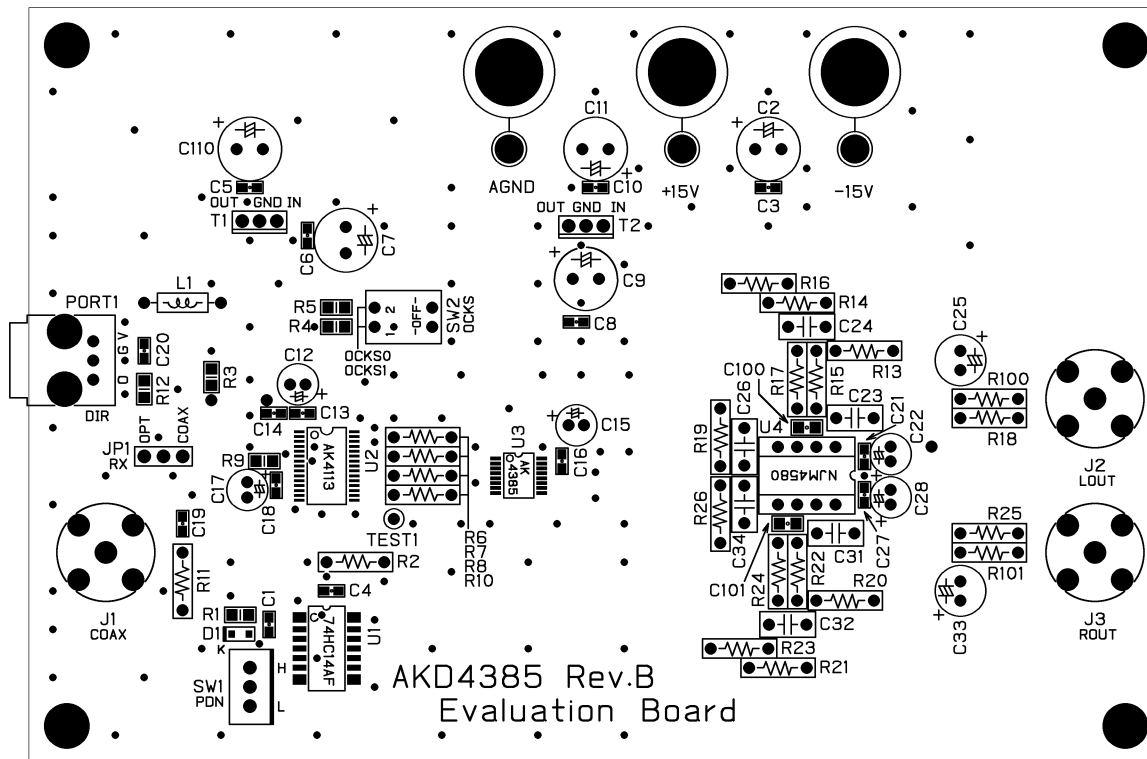 C11
C2
C110
C5
C10
C3
AGND
+15V
-15V
OUT GND IN
T1
OUT GND IN
T2
C6
C7
C9
L1
PORT1
R16
R14
R5
R4
2
1
-OFF-
SW2
OCKS
C8
C24
C25
G V
O
C20
OCKS0
OCKS1
R13
R12
R3
C12
C100
R17
R15
R100
DIR
C13
C14
C15
C26
C23
C21
C22
R18
OPT
COAX
U3
U4
R19
JP1
RX
R9
AK4113
U2
AK
4385
C16
NJM4580
J2
LOUT
C17
C18
C28
R26
C34
C19
TEST1
R6
R7
R8
R10
C27
R25
C31
R2
R101
R11
C101
R24
R22
R20
C4
J1
COAX
R1
C1
D1
K
74HC14AF
U1
C32
C33
J3
ROUT
R23
R21
H
SW1
PDN
L
AKD4385 Rev.B
Evaluation Board